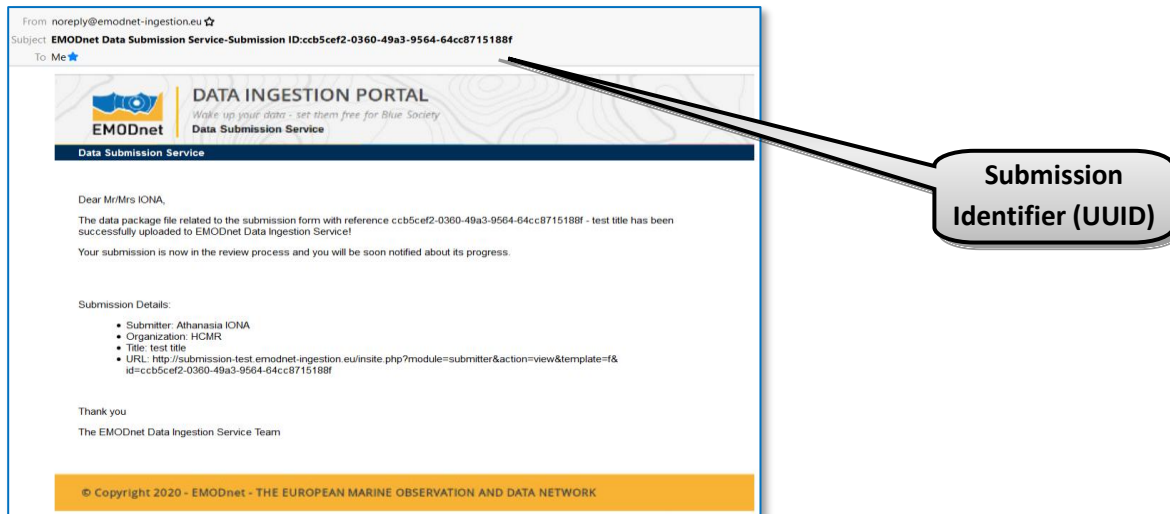 From noreply@emodnet-ingestion.eu
Subject EMODnet Data Submission Service-Submission ID:ccb5cef2-0360-49a3-9564-64cc8715188f
To Me
EMODnet
DATA INGESTION PORTAL
Wake up your data - set them free for Blue Society
Data Submission Service
Data Submission Service
Submission
Identifier (UUID)
Dear Mr/Mrs IONA,
The data package file related to the submission form with reference ccb5cef2-0360-49a3-9564-64cc8715188f - test title has been
successfully uploaded to EMODnet Data Ingestion Service!
Your submission is now in the review process and you will be soon notified about its progress.
Submission Details:
• Submitter: Athanasia IONA
• Organization: HCMR
• Title: test title
• URL: http://submission-test.emodnet-ingestion.eu/insite.php?module=submitter&action=view&template=f&
id=ccb5cef2-0360-49a3-9564-64cc8715188f
Thank you
The EMODnet Data Ingestion Service Team
© Copyright 2020 - EMODnet - THE EUROPEAN MARINE OBSERVATION AND DATA NETWORK